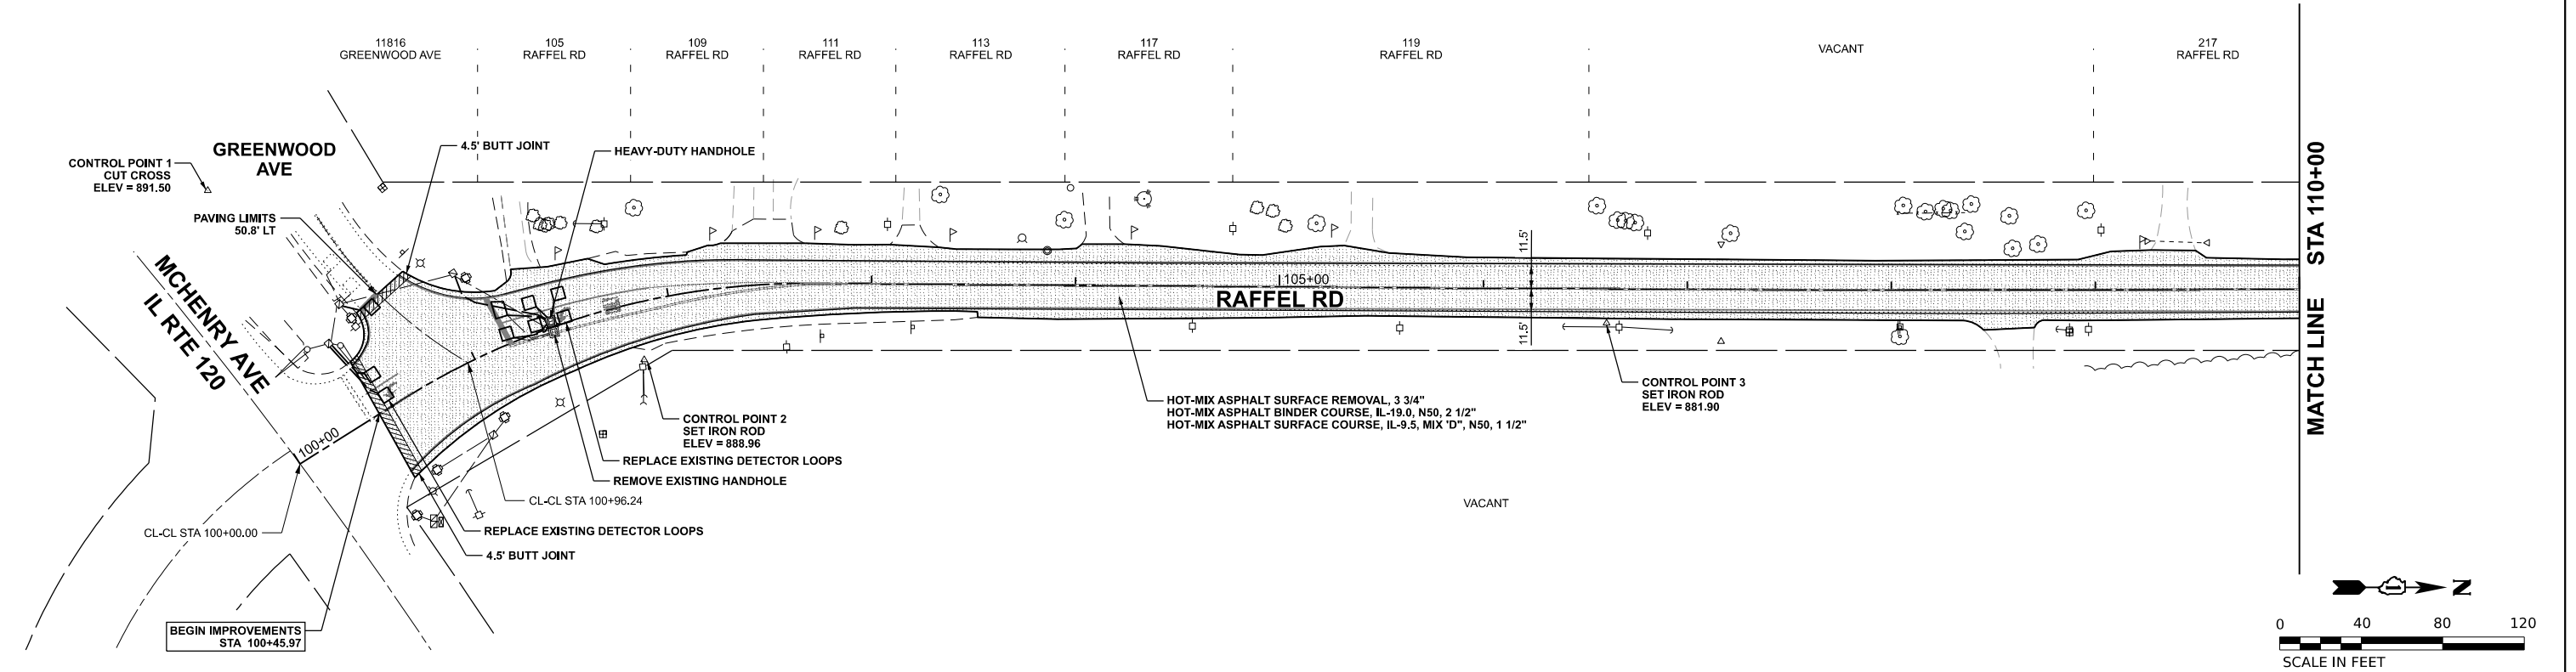 11816
GREENWOOD AVE
105
RAFFEL RD
109
RAFFEL RD
111
RAFFEL RD
113
RAFFEL RD
117
RAFFEL RD
119
RAFFEL RD
VACANT
217
RAFFEL RD
GREENWOOD
AVE
CONTROL POINT 1
CUT CROSS
ELEV = 891.50
4.5' BUTT JOINT
HEAVY-DUTY HANDHOLE
PAVING LIMITS
50.8' LT
MCHENRY AVE
IL RTE 120
100+00
105+00
RAFFEL RD
11.5'
11.5'
MATCH LINE STA 110+00
HOT-MIX ASPHALT SURFACE REMOVAL, 3 3/4"
HOT-MIX ASPHALT BINDER COURSE, IL-19.0, N50, 2 1/2"
HOT-MIX ASPHALT SURFACE COURSE, IL-9.5, MIX 'D", N50, 1 1/2"
CONTROL POINT 3
SET IRON ROD
ELEV = 881.90
CONTROL POINT 2
SET IRON ROD
ELEV = 888.96
REPLACE EXISTING DETECTOR LOOPS
REMOVE EXISTING HANDHOLE
CL-CL STA 100+96.24
VACANT
REPLACE EXISTING DETECTOR LOOPS
CL-CL STA 100+00.00
4.5' BUTT JOINT
BEGIN IMPROVEMENTS
STA 100+45.97
N
0 40 80 120
SCALE IN FEET